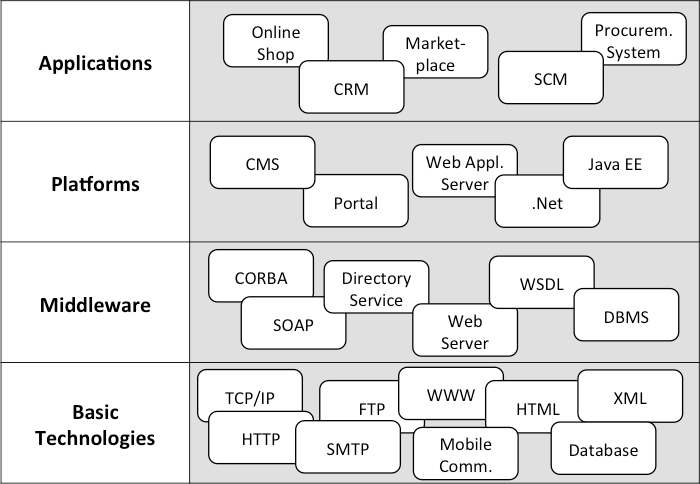 Applications
Online
Shop
CRM
Market-
place
SCM
Procurem.
System
Platforms
CMS
Portal
Web Appl.
Server
.Net
Java EE
Middleware
CORBA
SOAP
Directory
Service
Web
Server
WSDL
DBMS
Basic
Technologies
TCP/IP
HTTP
FTP
SMTP
WWW
Mobile
Comm.
HTML
XML
Database